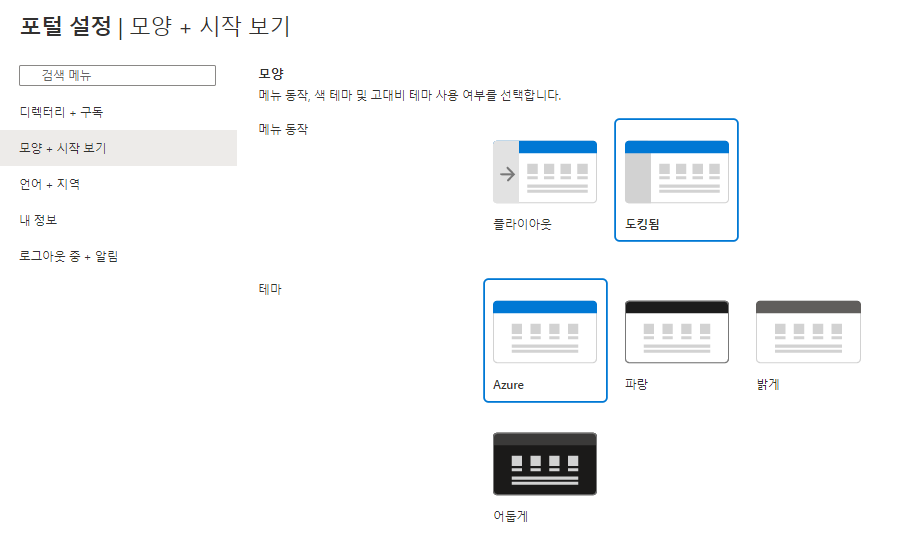 포털 설정 | 모양 + 시작 보기
검색 메뉴
디렉터리 + 구독
모양 + 시작 보기
언어 + 지역
내 정보
로그아웃 중 + 알림
모양
메뉴 동작, 색 테마 및 고대비 테마 사용 여부를 선택합니다.
메뉴 동작
플라이아웃
도킹됨
테마
Azure
파랑
밝게
어둡게